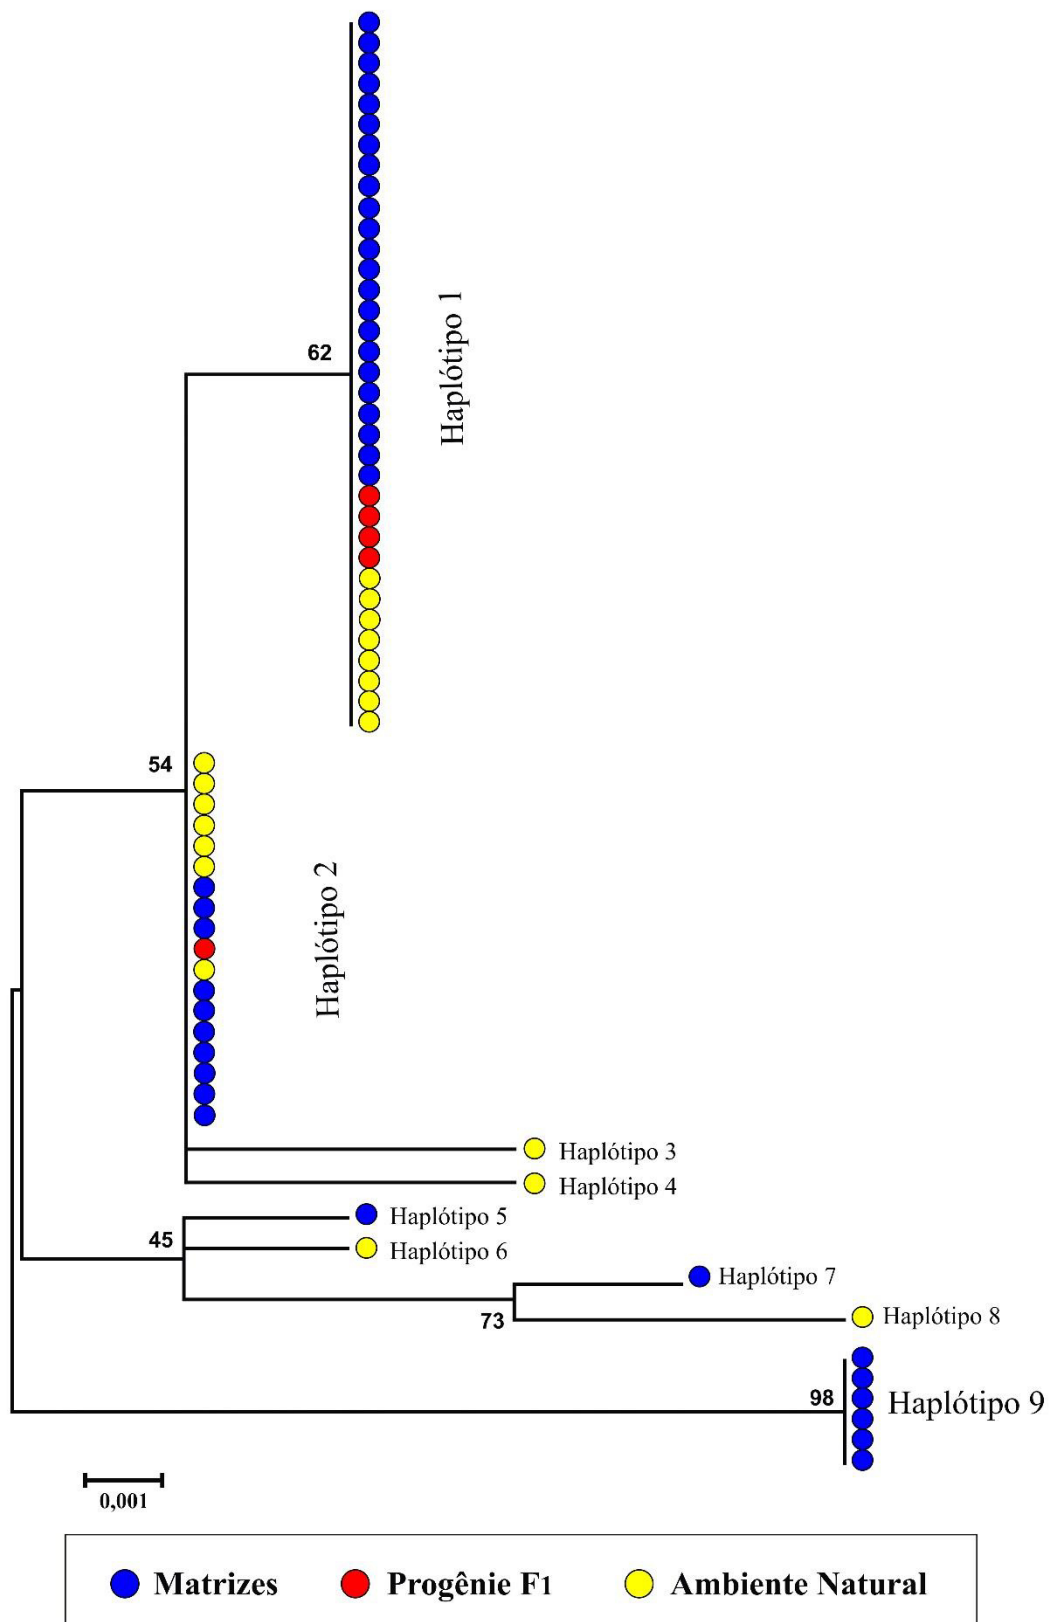 62
Haplótipo 1
54
Haplótipo 2
Haplótipo 3
Haplótipo 4
Haplótipo 5
45
Haplótipo 6
Haplótipo 7
73
Haplótipo 8
98
Haplótipo 9
0,001
Matrizes Progênie F1 Ambiente Natural